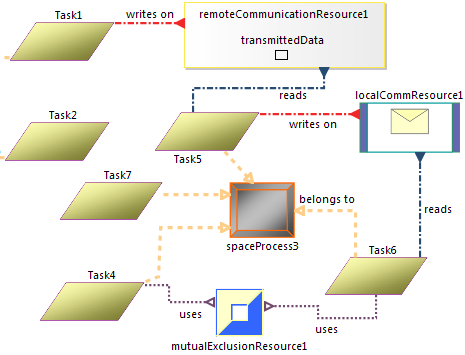 Task1
writes on
remoteCommunicationResource1
transmittedData
reads
localCommResource1
Task2
writes on
Task5
Task7
belongs to
reads
spaceProcess3
Task6
Task4
uses
uses
mutualExclusionResource1